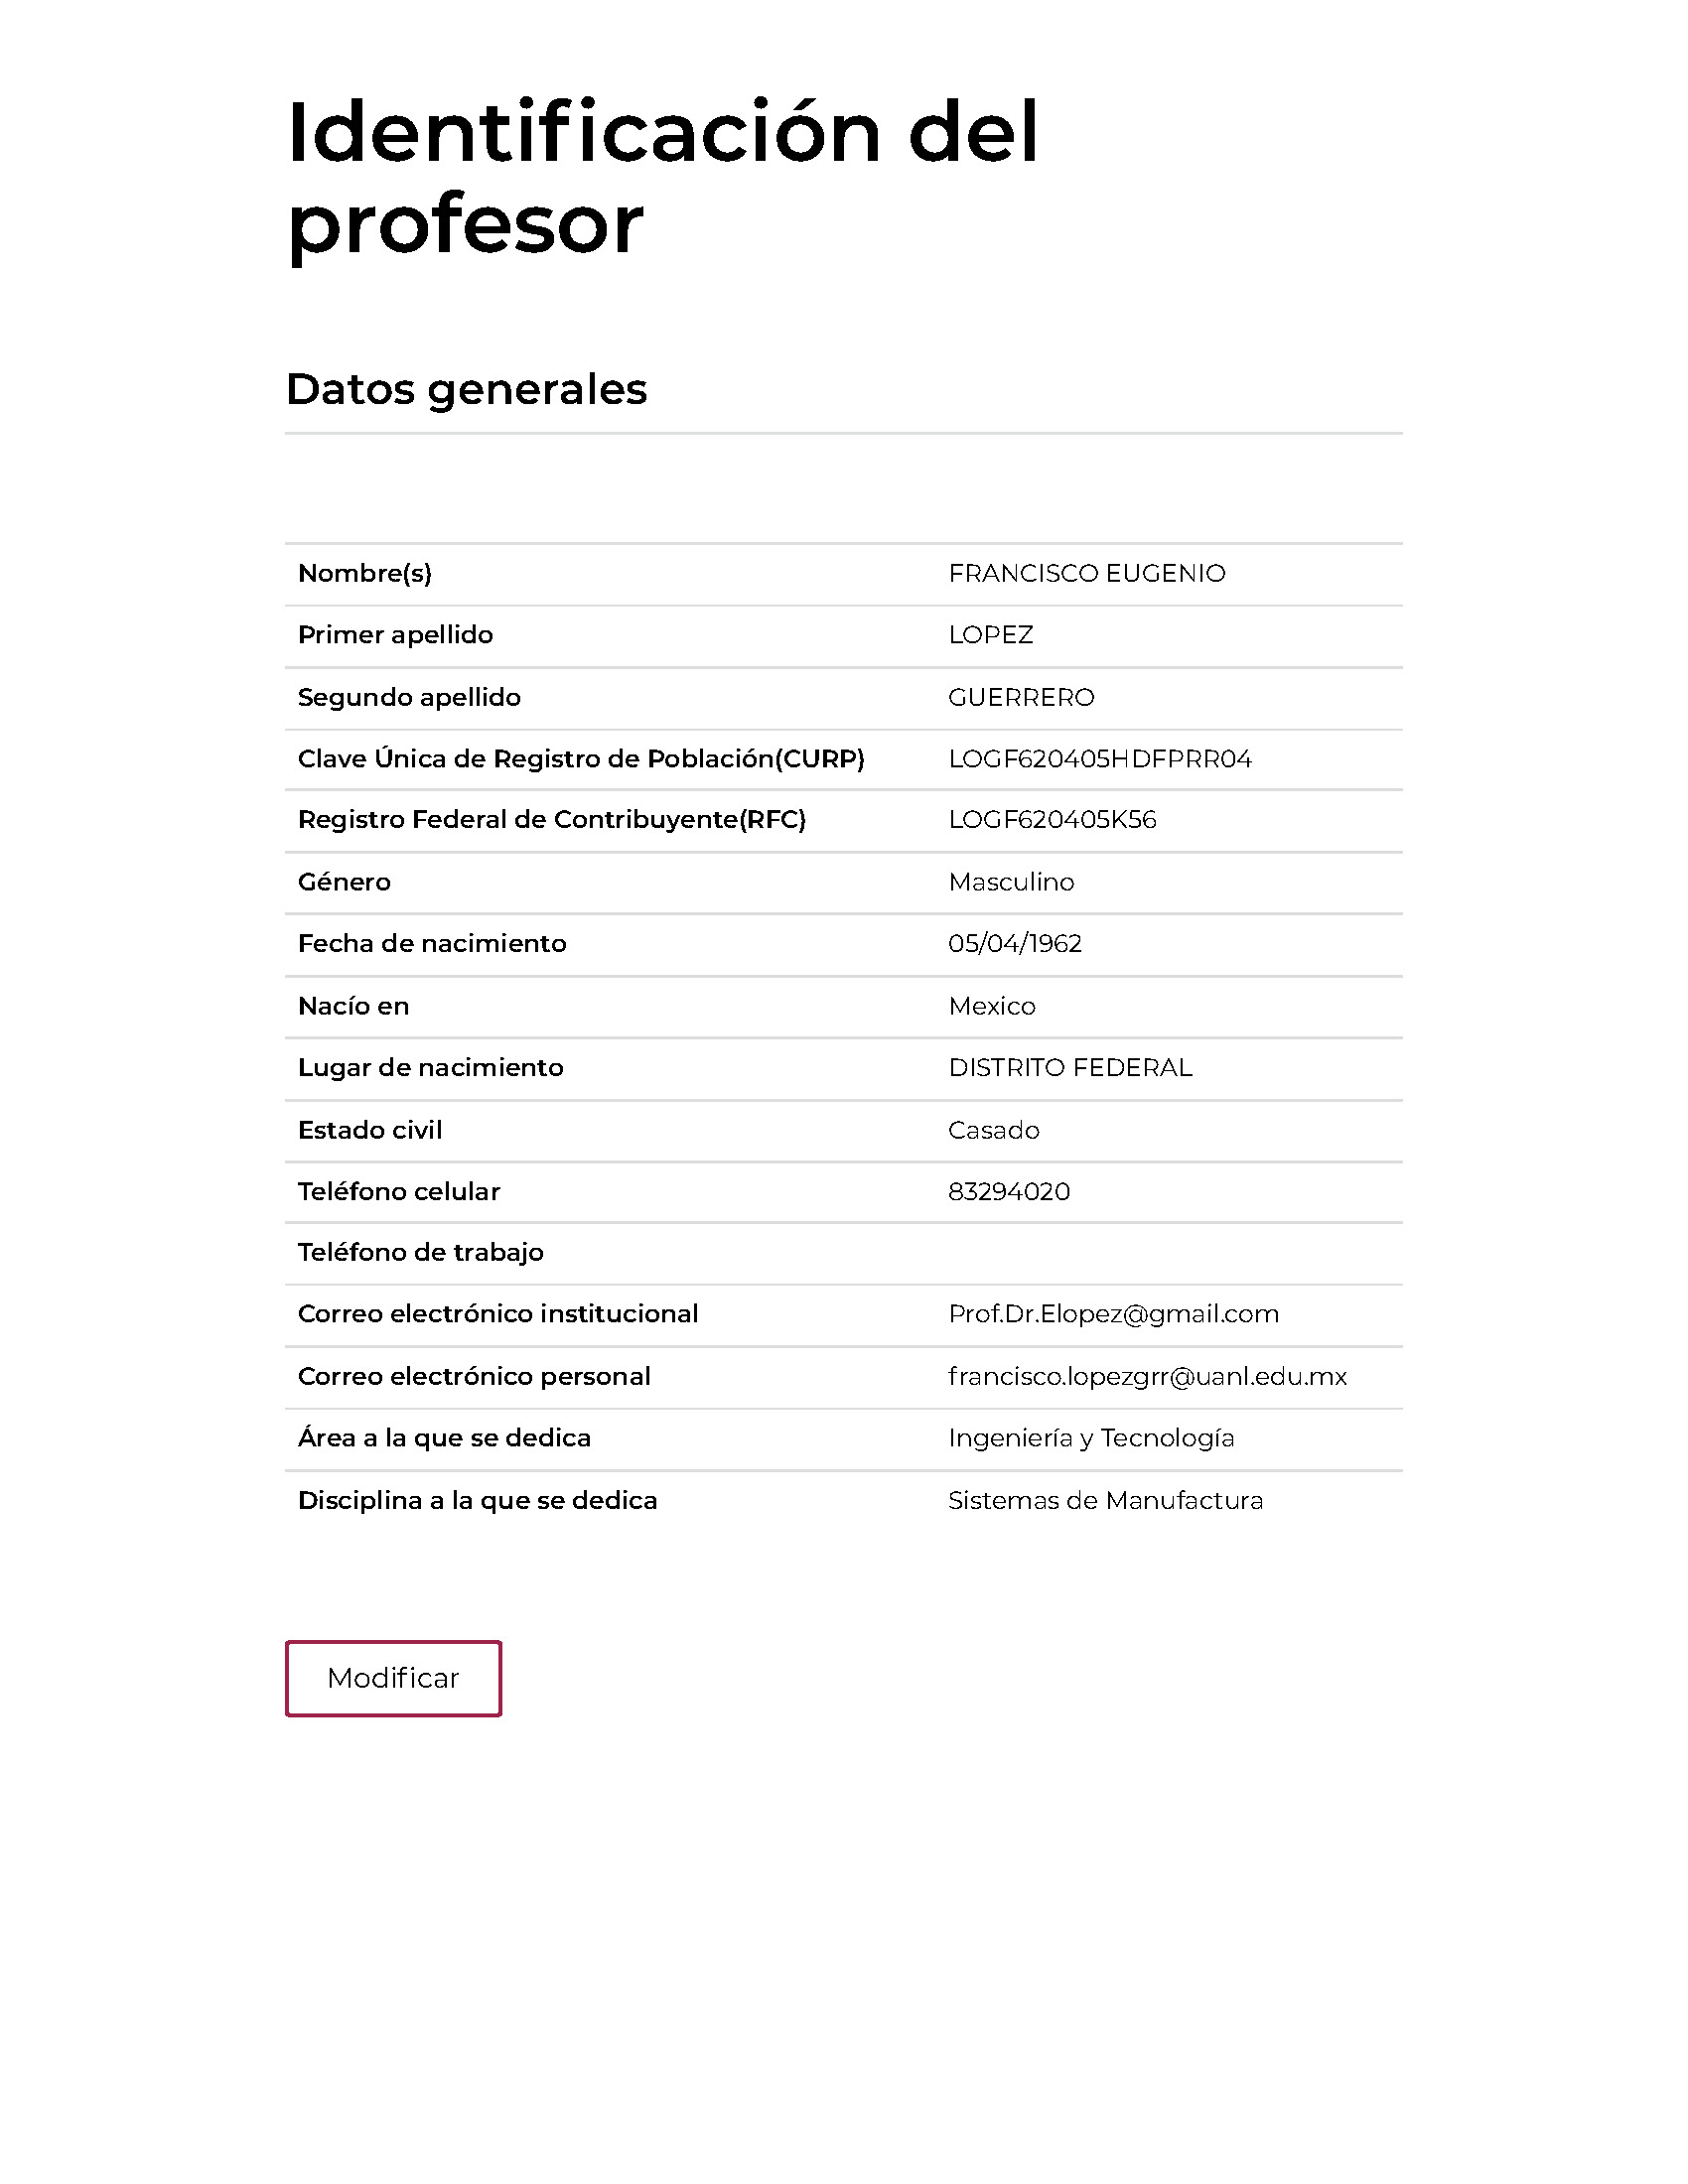 Identificación del
profesor
Datos generales
Nombre(s) FRANCISCO EUGENIO
Primer apellido LOPEZ
Segundo apellido GUERRERO
Clave Única de Registro de Población(CURP) LOGF620405HDFPRR04
Registro Federal de Contribuyente(RFC) LOGF620405K56
Género Masculino
Fecha de nacimiento 05/04/1962
Nacío en Mexico
Lugar de nacimiento DISTRITO FEDERAL
Estado civil Casado
Teléfono celular 83294020
Teléfono de trabajo
Correo electrónico institucional Prof.Dr.Elopez@gmail.com
Correo electrónico personal francisco.lopezgrr@uanl.edu.mx
Área a la que se dedica Ingeniería y Tecnología
Disciplina a la que se dedica Sistemas de Manufactura
Modificar